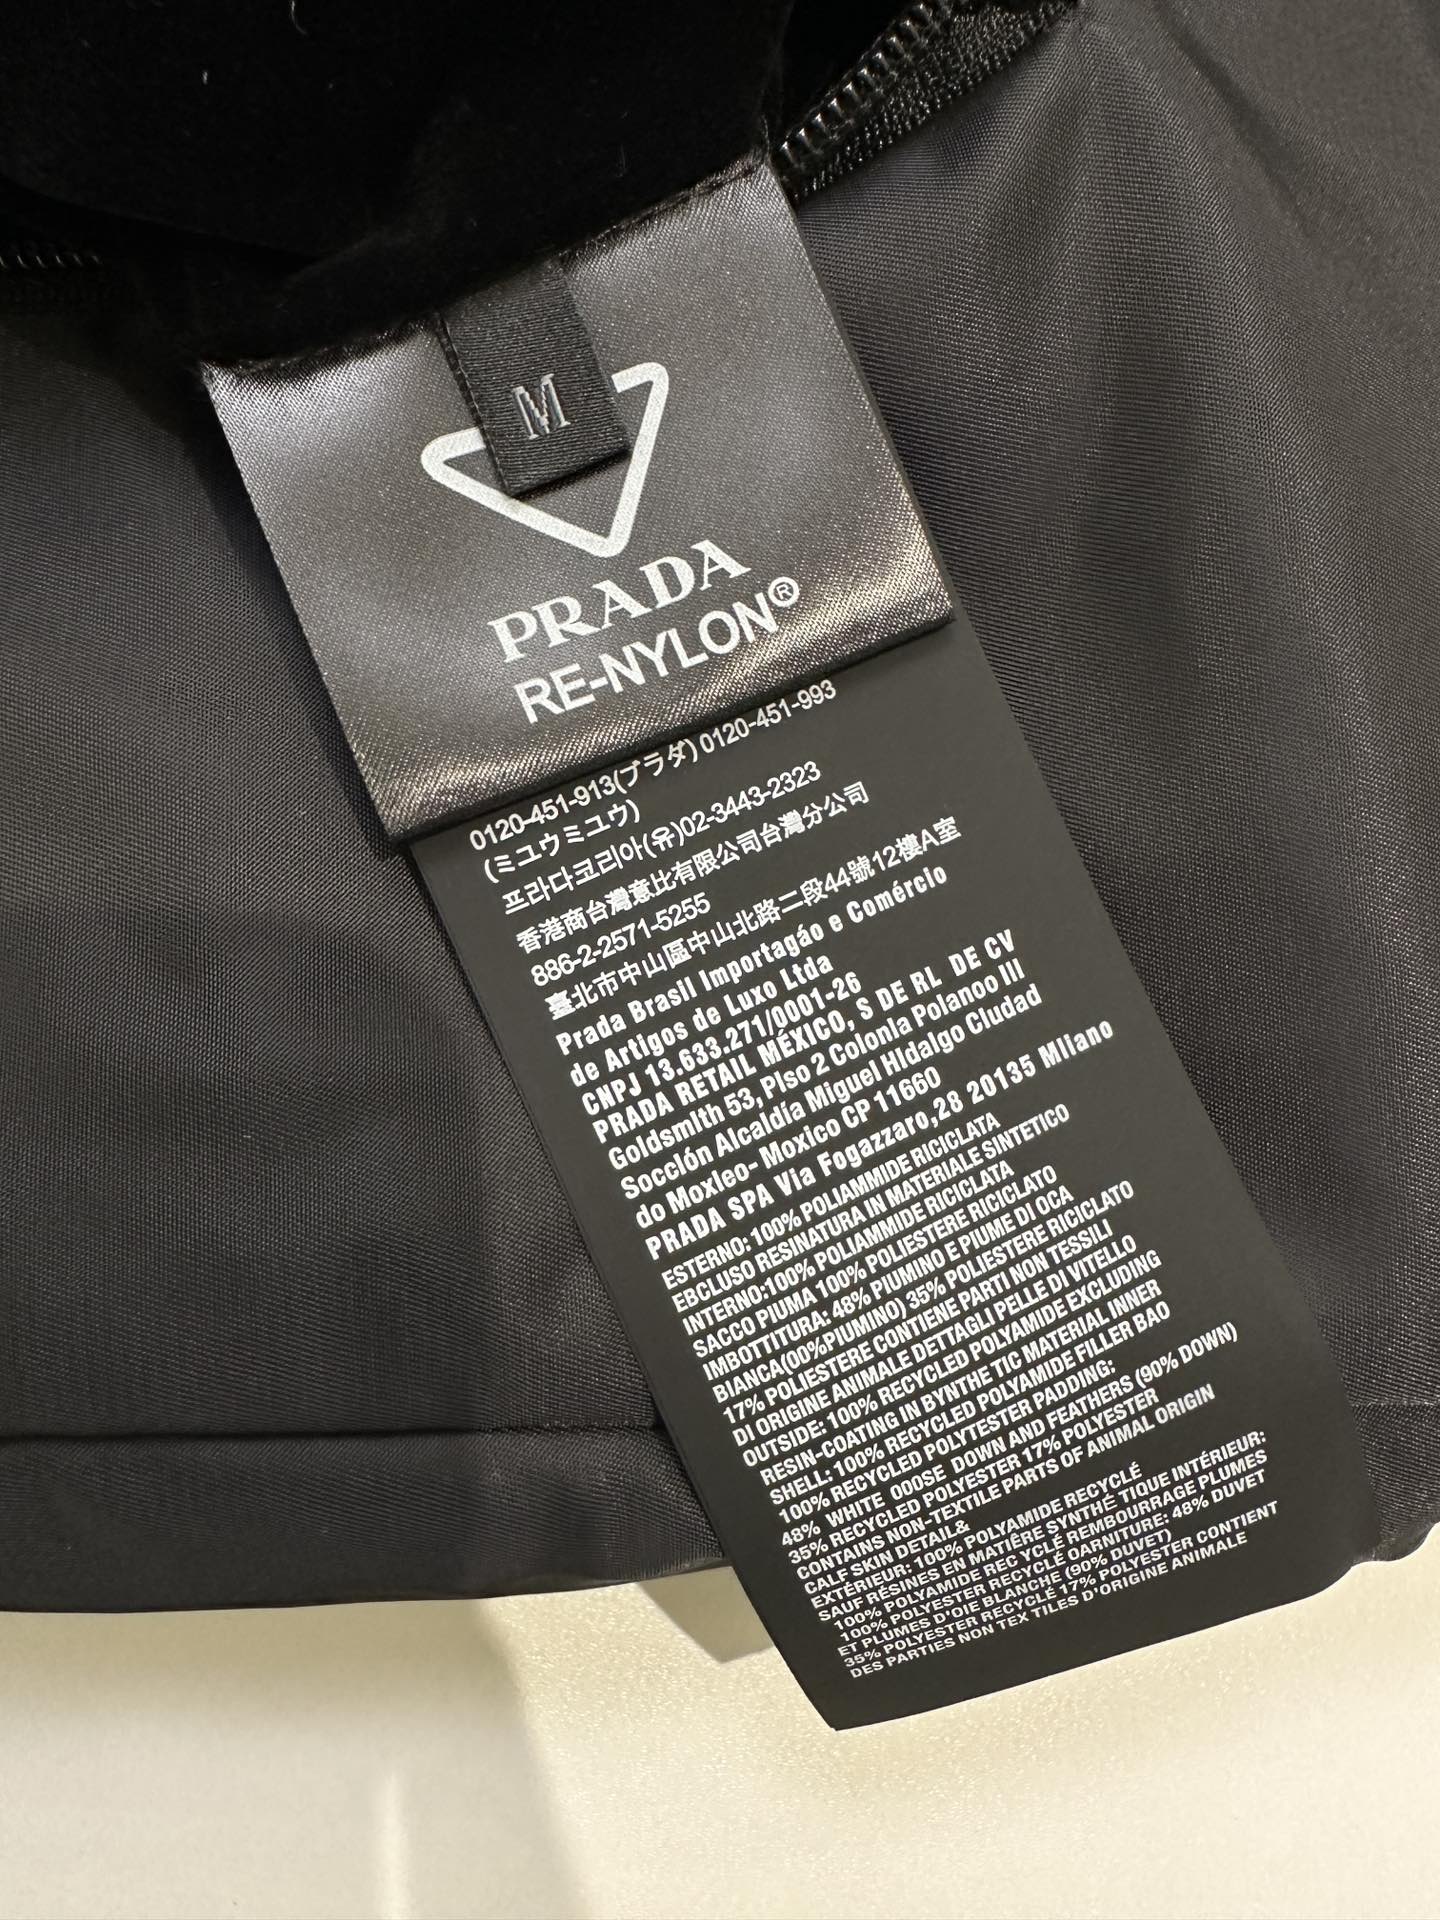 M
PRADA
RE-NYLON®
0120-451-913(プラダ) 0120-451-993
(ミュウミュウ)
프라다코리아(유)02-3443-2323
香港商台灣意比有限公司台灣分公司
886-2-2571-5255
臺北市中山區中山北路二段44號12樓A室
Prada Brasil Importagáo e Comércio
de Artigos de Luxo Ltda
CNPJ 13.633.271/0001-26
PRADA RETAIL MÉXICO, S DE RL DE CV
Goldsmith 53, Plso 2 Colonla Polanoo III
Socclón Alcaldía Miguel Hldalgo Cludad
do Moxleo- Moxico CP 11660
PRADA SPA Via Fogazzaro,28 20135 Mllano
ESTERNO: 100% POLIAMMIDE RICICLATA
EBCLUSO RESINATURA IN MATERIALE SINTETICO
INTERNO:100% POLIAMMIDE RICICLATA
SACCO PIUMA 100% POLIESTERE RICICLATO
IMBOTTITURA: 48% PIUMINO E PIUME DI OCA
BIANCA(00%PIUMINO) 35% POLIESTERE RICICLATO
17% POLIESTERE CONTIENE PARTI NON TESSILI
DI ORIGINE ANIMALE DETTAGLI PELLE DI VITELLO
OUTSIDE: 100% RECYCLED POLYAMIDE EXCLUDING
RESIN-COATING IN BYNTHE TIC MATERIAL INNER
SHELL: 100% RECYCLED POLYAMIDE FILLER BAO
100% RECYCLED POLYTESTER PADDING:
48% WHITE 000SE DOWN AND FEATHERS (90% DOWN)
35% RECYCLED POLYESTER 17% POLYESTER
CONTAINS NON-TEXTILE PARTS OF ANIMAL ORIGIN
CALF SKIN DETAIL&
EXTÉRIEUR: 100% POLYAMIDE RECYCLÉ
SAUF RÉSINES EN MATIÈRE SYNTHÉ TIQUE INTÉRIEUR:
100% POLYAMIDE REC YCLÉ REMBOURRAGE PLUMES
100% POLYESTER RECYCLÉ OARNITURE: 48% DUVET
ET PLUMES D'OIE BLANCHE (90% DUVET)
35% POLYESTER RECYCLÉ 17% POLYESTER CONTIENT
DES PARTIES NON TEX TILES D'ORIGINE ANIMALE